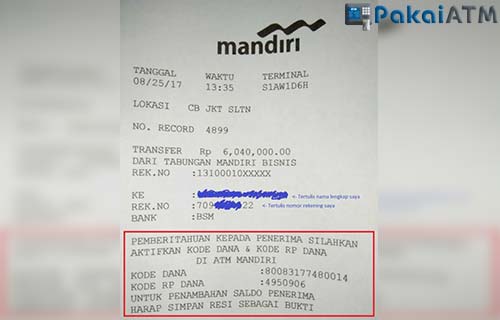 PakaiATM
mandiri
TANGGAL WAKTU TERMINAL
08/25/17 13:35 S1AW1D6H
LOKASI CB JKT SLTN
NO. RECORD 4899
TRANSFER Rp 6,040,000.00
DARI TABUNGAN MANDIRI BISNIS
REK.NO :13100010XXXXX
KE : <- Tertulis nama lengkap saya
REK.NO :709 22 <- Tertulis nomor rekening saya
BANK :BSM
PEMBERITAHUAN KEPADA PENERIMA SILAHKAN
AKTIFKAN KODE DANA & KODE RP DANA
DI ATM MANDIRI
KODE DANA :80083177480014
KODE RP DANA :4950906
UNTUK PENAMBAHAN SALDO PENERIMA
HARAP SIMPAN RESI SEBAGAI BUKTI